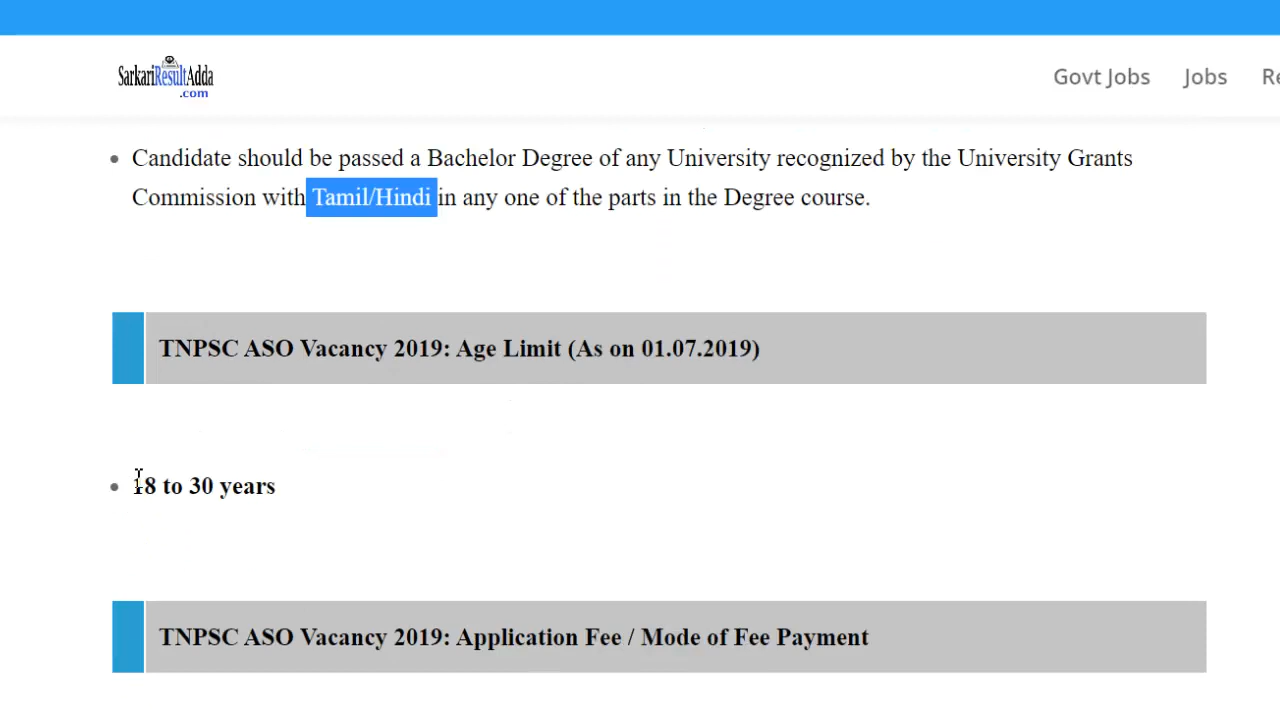 SarkariResultAdda
.com
Govt Jobs Jobs Re
Candidate should be passed a Bachelor Degree of any University recognized by the University Grants
Commission with Tamil/Hindi in any one of the parts in the Degree course.
TNPSC ASO Vacancy 2019: Age Limit (As on 01.07.2019)
18 to 30 years
TNPSC ASO Vacancy 2019: Application Fee / Mode of Fee Payment